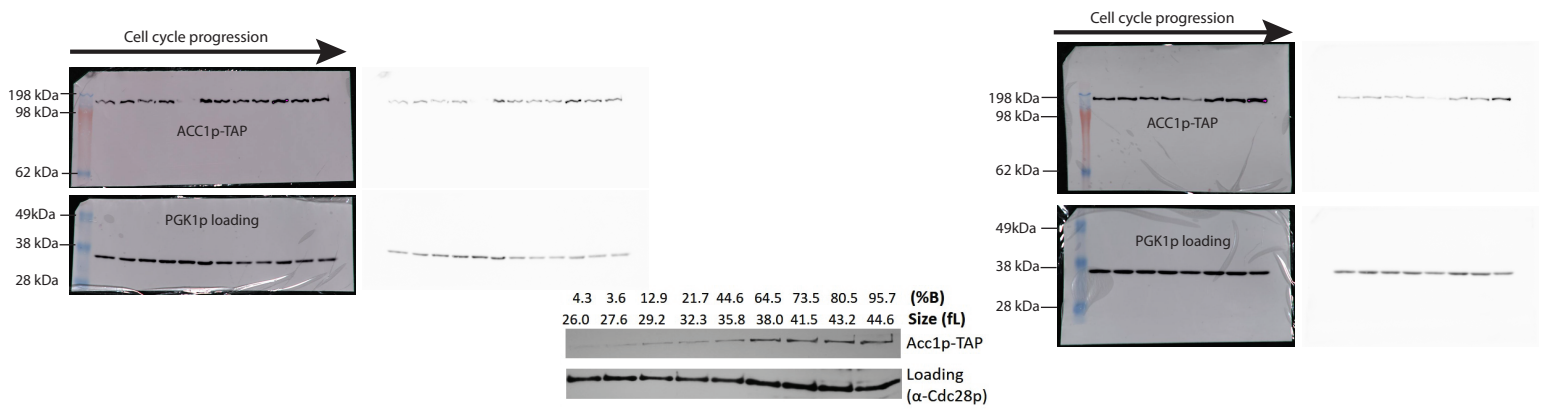 Cell cycle progression
198 kDa
98 kDa
ACC1p-TAP
62 kDa
49kDa
PGK1p loading
38 kDa
28 kDa
4.3 3.6 12.9 21.7 44.6 64.5 73.5 80.5 95.7 (%B)
26.0 27.6 29.2 32.3 35.8 38.0 41.5 43.2 44.6 Size (fL)
Acc1p-TAP
Loading
(α-Cdc28p)
Cell cycle progression
198 kDa
98 kDa
ACC1p-TAP
62 kDa
49kDa
PGK1p loading
38 kDa
28 kDa